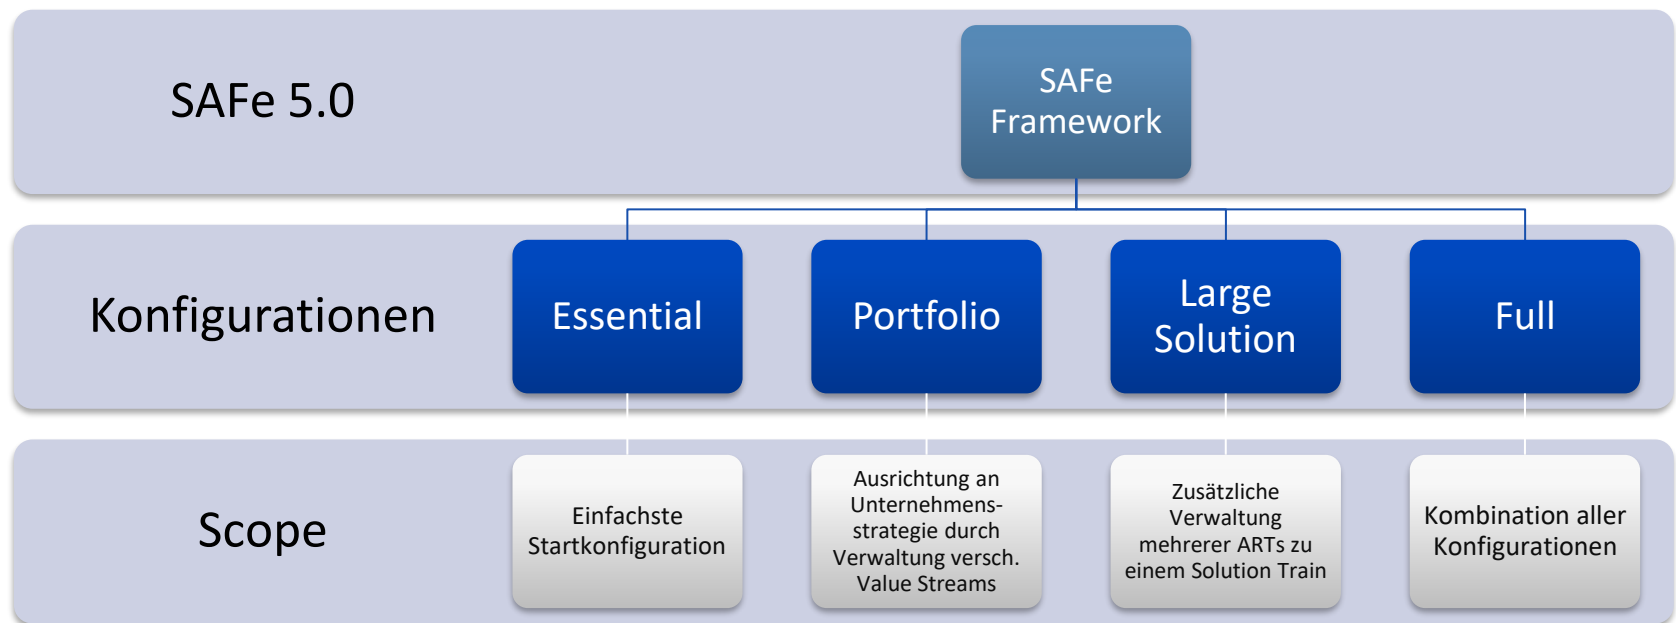 SAFe 5.0
SAFe
Framework
Konfigurationen
Essential
Portfolio
Large
Solution
Full
Scope
Einfachste
Startkonfiguration
Ausrichtung an
Unternehmens-
strategie durch
Verwaltung versch.
Value Streams
Zusätzliche
Verwaltung
mehrerer ARTs zu
einem Solution Train
Kombination aller
Konfigurationen